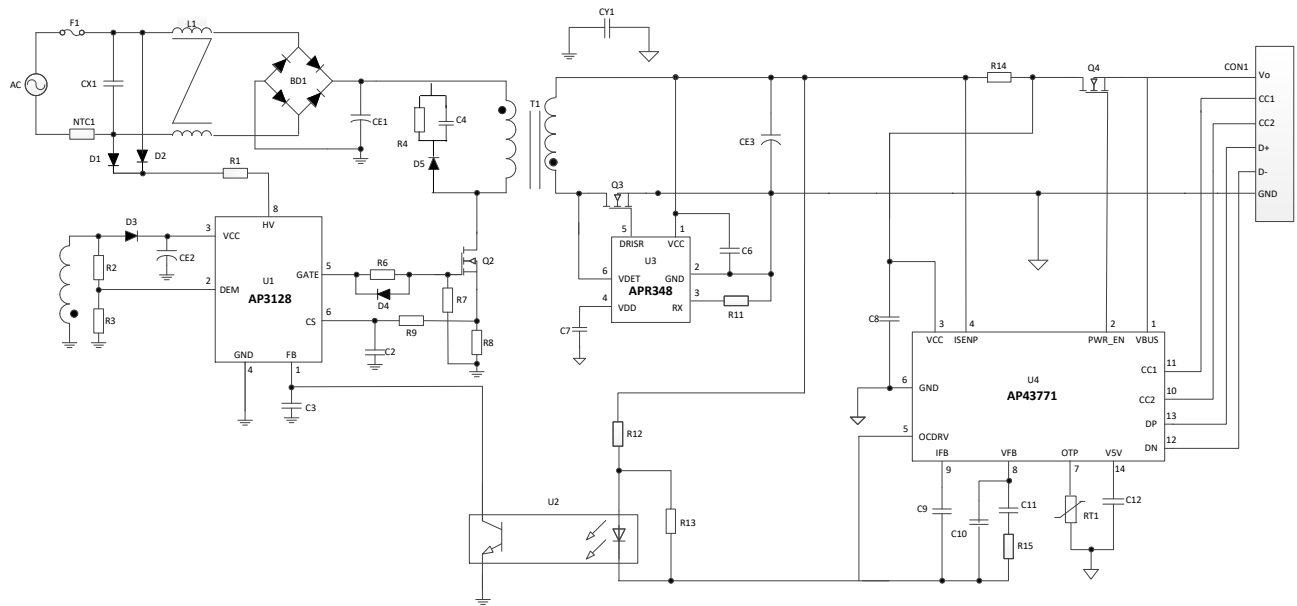 F1
L1
AC
CX1
NTC1
BD1
CE1
D1
D2
R1
R4
C4
D5
T1
CY1
CE3
R14
Q4
CON1
Vo
CC1
CC2
D+
D-
GND
Q3
8
HV
D3
3
VCC
CE2
R2
2
DEM
R3
U1
AP3128
GATE
5
R6
D4
CS
6
Q2
R7
R9
R8
C2
GND
4
FB
1
C3
5
DRISR
VCC
1
U3
APR348
6
VDET
4
VDD
GND
2
RX
3
C6
R11
C7
C8
3
VCC
4
ISENP
2
PWR_EN
1
VBUS
6
GND
5
OCDRV
U4
AP43771
CC1
11
CC2
10
DP
13
DN
12
IFB
9
VFB
8
OTP
7
V5V
14
R12
R13
U2
C9
C10
C11
R15
RT1
C12